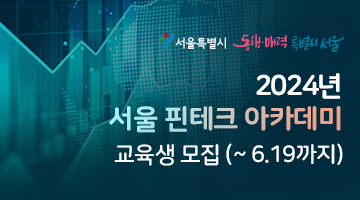 서울특별시 동행·매력 특별시 서울
2024년
서울 핀테크 아카데미
교육생 모집 (~ 6.19까지)